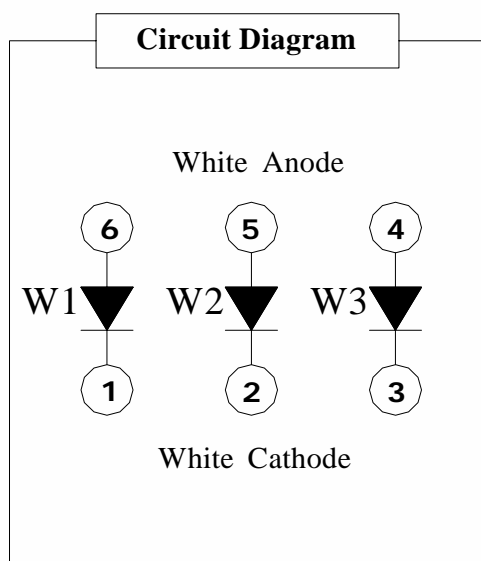 Circuit Diagram
White Anode
6 5 4
W1 W2 W3
1 2 3
White Cathode